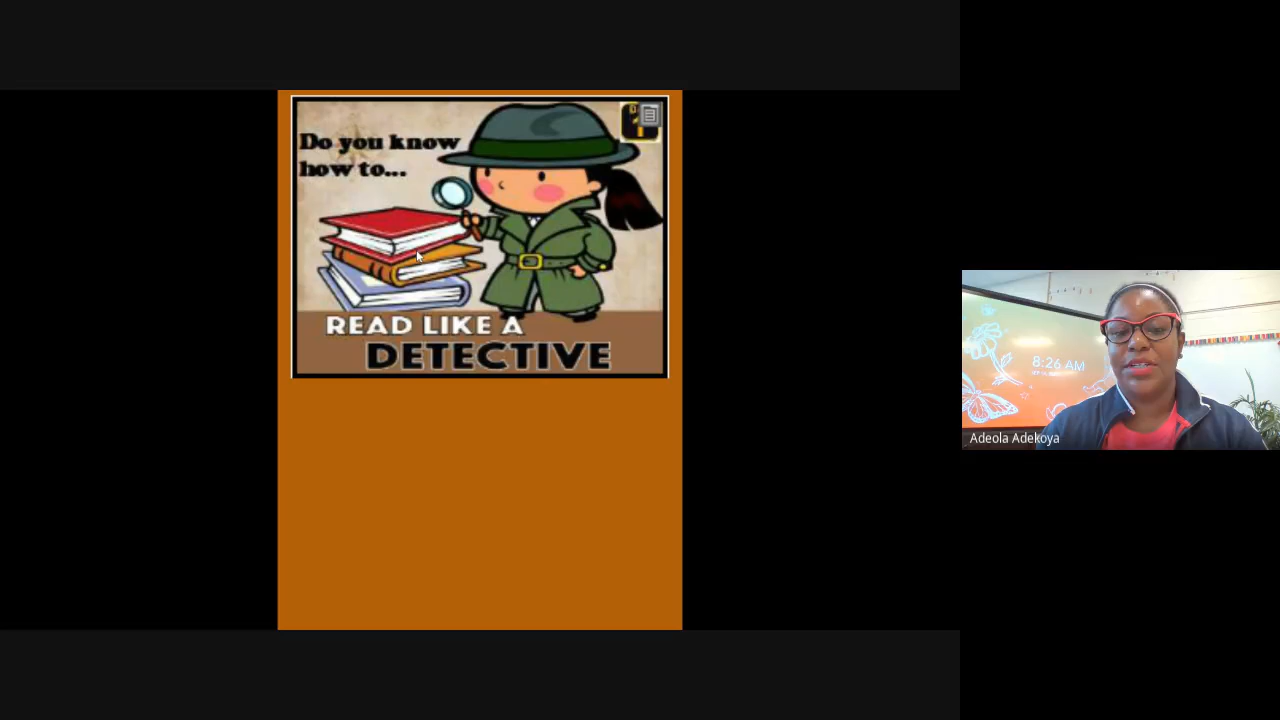 Do you know
how to...
READ LIKE A
DETECTIVE
8:26 AM
Adeola Adekoya